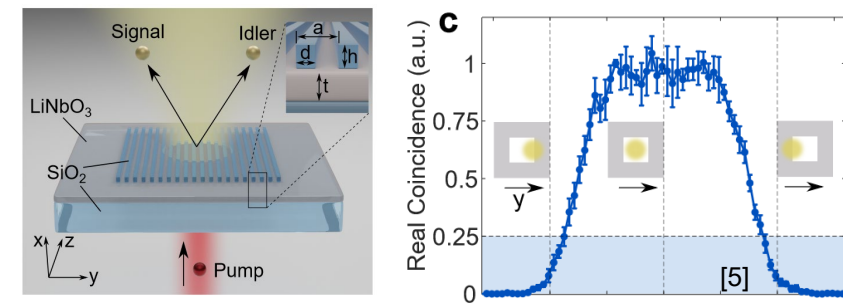 Signal
Idler
a
d
h
t
LiNbO₃
SiO₂
x
z
y
Pump
c
Real Coincidence (a.u.)
1
0.75
0.5
0.25
0
y
[5]